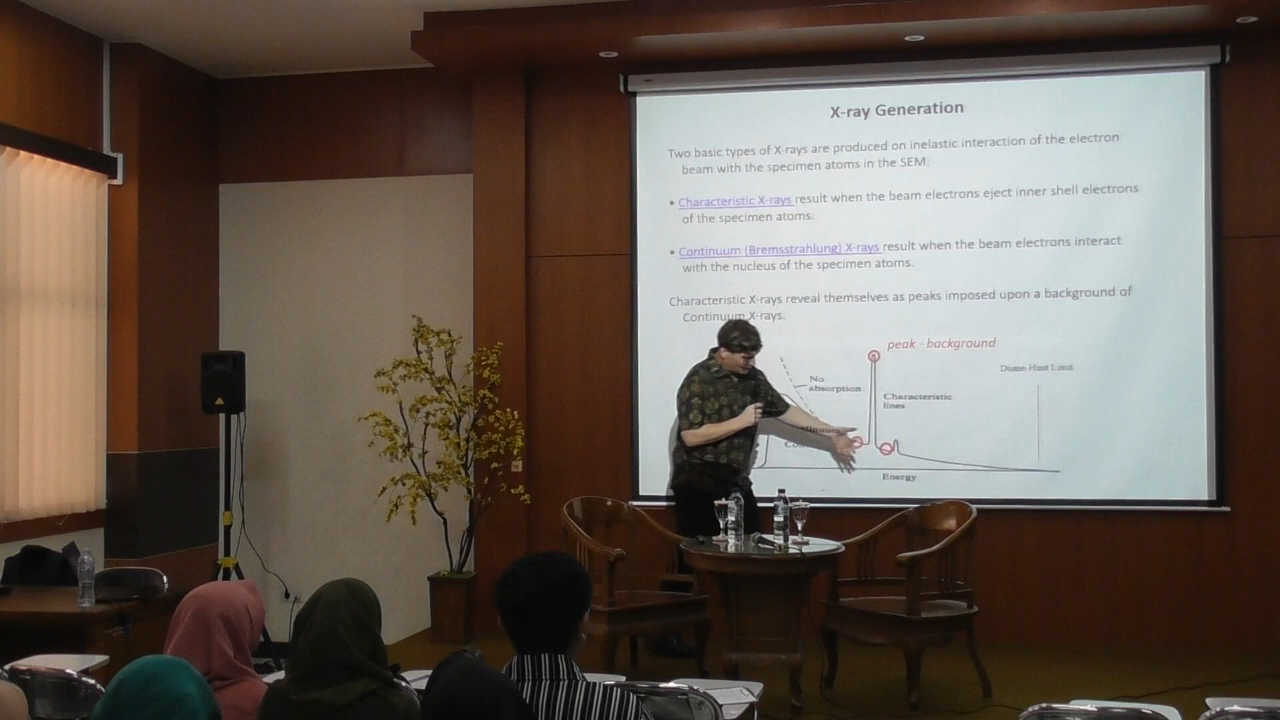 X-ray Generation
Two basic types of X-rays are produced on inelastic interaction of the electron
beam with the specimen atoms in the SEM:
• Characteristic X-rays result when the beam electrons eject inner shell electrons
of the specimen atoms.
• Continuum (Bremsstrahlung) X-rays result when the beam electrons interact
with the nucleus of the specimen atoms.
Characteristic X-rays reveal themselves as peaks imposed upon a background of
Continuum X-rays.
peak - background
Duane-Hunt Limit
No
absorption
Characteristic
lines
Energy